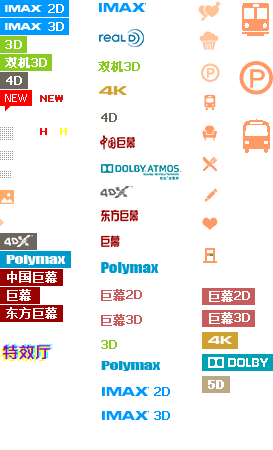 IMAX 2D
IMAX 3D
3D
双机3D
4D
NEW
NEW
H
H
4DX
Polymax
中国巨幕
巨幕
东方巨幕
特效厅
IMAX
REAL D
双机3D
4K
4D
中国巨幕
DOLBY ATMOS
4DX
东方巨幕
巨幕
Polymax
巨幕2D
巨幕3D
3D
Polymax
IMAX 2D
IMAX 3D
P
P
巨幕2D
巨幕3D
4K
DOLBY
5D